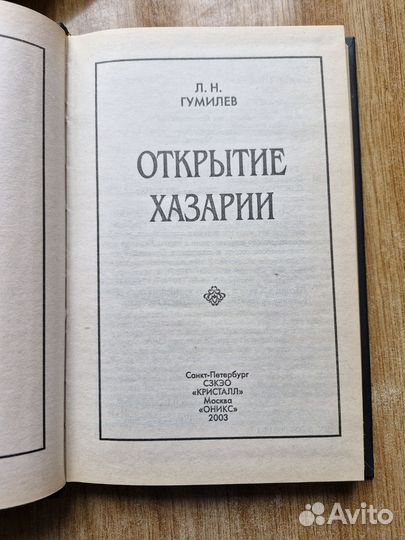 Л. Н.
ГУМИЛЕВ
ОТКРЫТИЕ
ХАЗАРИИ
Санкт-Петербург
СЗКЭО
«КРИСТАЛЛ»
Москва
«ОНИКС»
2003
Avito